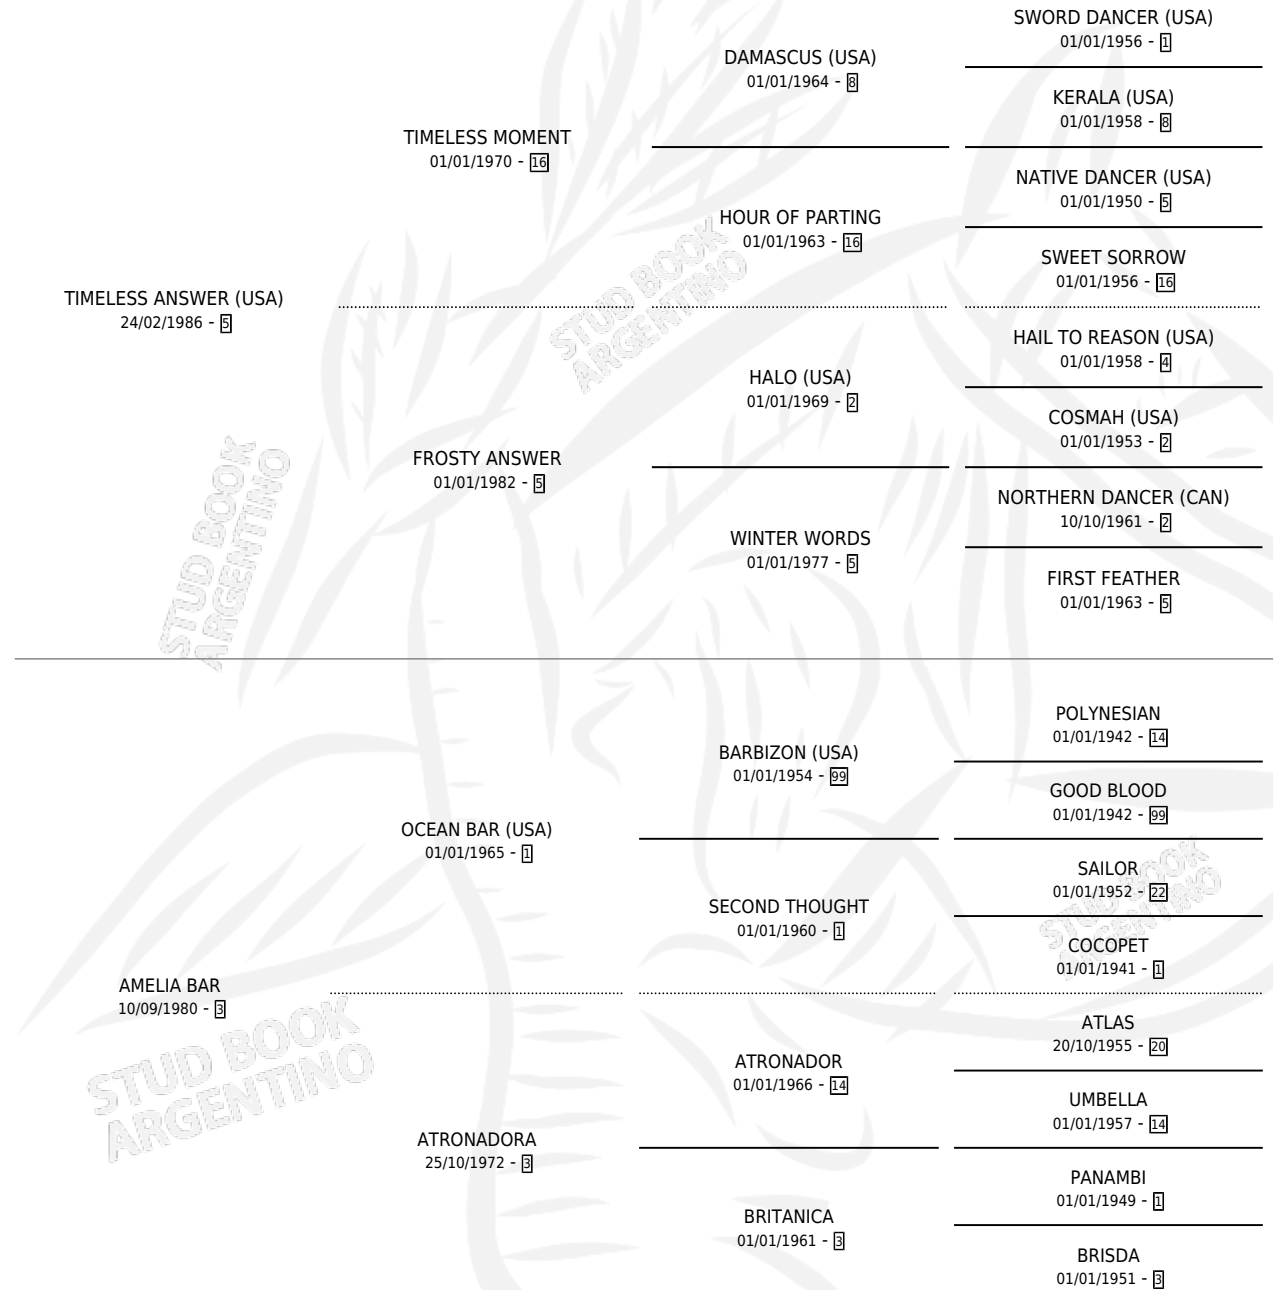 SWORD DANCER (USA)
01/01/1956 - 1
DAMASCUS (USA)
01/01/1964 - 8
KERALA (USA)
01/01/1958 - 8
TIMELESS MOMENT
01/01/1970 - 16
NATIVE DANCER (USA)
01/01/1950 - 5
HOUR OF PARTING
01/01/1963 - 16
SWEET SORROW
01/01/1956 - 16
TIMELESS ANSWER (USA)
24/02/1986 - 5
HAIL TO REASON (USA)
01/01/1958 - 4
HALO (USA)
01/01/1969 - 2
COSMAH (USA)
01/01/1953 - 2
FROSTY ANSWER
01/01/1982 - 5
NORTHERN DANCER (CAN)
10/10/1961 - 2
WINTER WORDS
01/01/1977 - 5
FIRST FEATHER
01/01/1963 - 5
STUD BOOK
ARGENTINO
STUD BOOK
ARGENTINO
POLYNESIAN
01/01/1942 - 14
BARBIZON (USA)
01/01/1954 - 99
GOOD BLOOD
01/01/1942 - 99
OCEAN BAR (USA)
01/01/1965 - 1
SAILOR
01/01/1952 - 22
SECOND THOUGHT
01/01/1960 - 1
COCOPET
01/01/1941 - 1
AMELIA BAR
10/09/1980 - 3
ATLAS
20/10/1955 - 20
ATRONADOR
01/01/1966 - 14
UMBELLA
01/01/1957 - 14
ATRONADORA
25/10/1972 - 3
PANAMBI
01/01/1949 - 1
BRITANICA
01/01/1961 - 3
BRISDA
01/01/1951 - 3
STUD BOOK
ARGENTINO
STUD BOOK
ARGENTINO